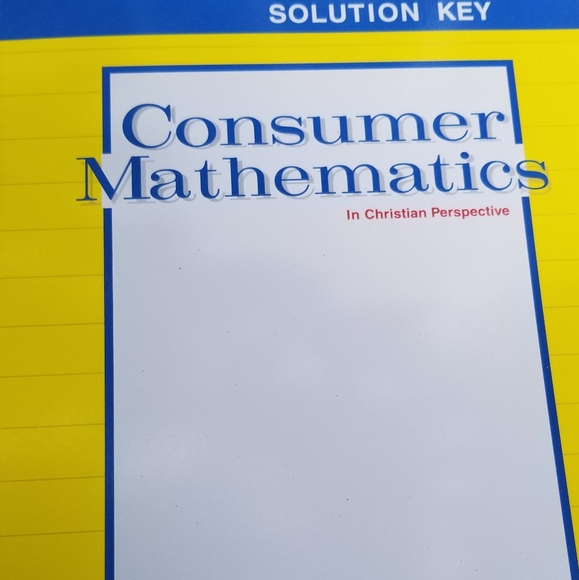 SOLUTION KEY
Consumer
Mathematics
In Christian Perspective